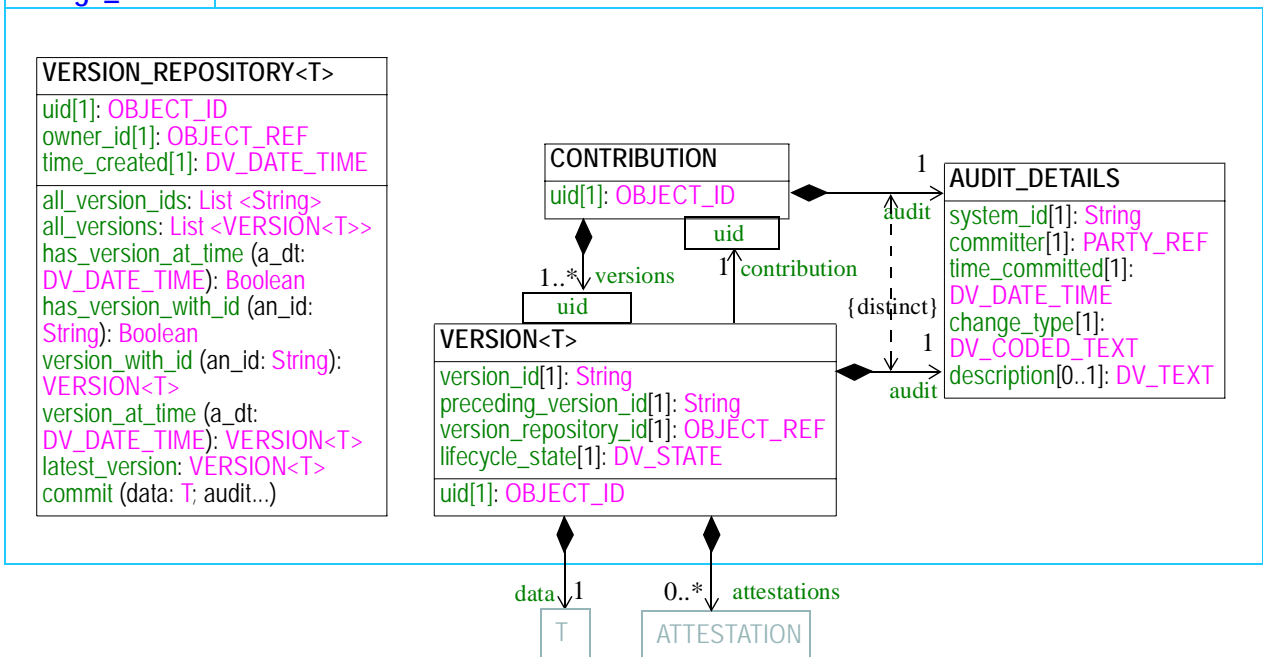 VERSION_REPOSITORY<T>
uid[1]: OBJECT_ID
owner_id[1]: OBJECT_REF
time_created[1]: DV_DATE_TIME
all_version_ids: List <String>
all_versions: List <VERSION<T>>
has_version_at_time (a_dt:
DV_DATE_TIME): Boolean
has_version_with_id (an_id:
String): Boolean
version_with_id (an_id: String):
VERSION<T>
version_at_time (a_dt:
DV_DATE_TIME): VERSION<T>
latest_version: VERSION<T>
commit (data: T; audit...)
CONTRIBUTION
uid[1]: OBJECT_ID
uid
1 contribution
1..* versions
uid
VERSION<T>
version_id[1]: String
preceding_version_id[1]: String
version_repository_id[1]: OBJECT_REF
lifecycle_state[1]: DV_STATE
uid[1]: OBJECT_ID
1
audit
{distinct}
1
audit
AUDIT_DETAILS
system_id[1]: String
committer[1]: PARTY_REF
time_committed[1]:
DV_DATE_TIME
change_type[1]:
DV_CODED_TEXT
description[0..1]: DV_TEXT
data 1
T
0..* attestations
ATTESTATION